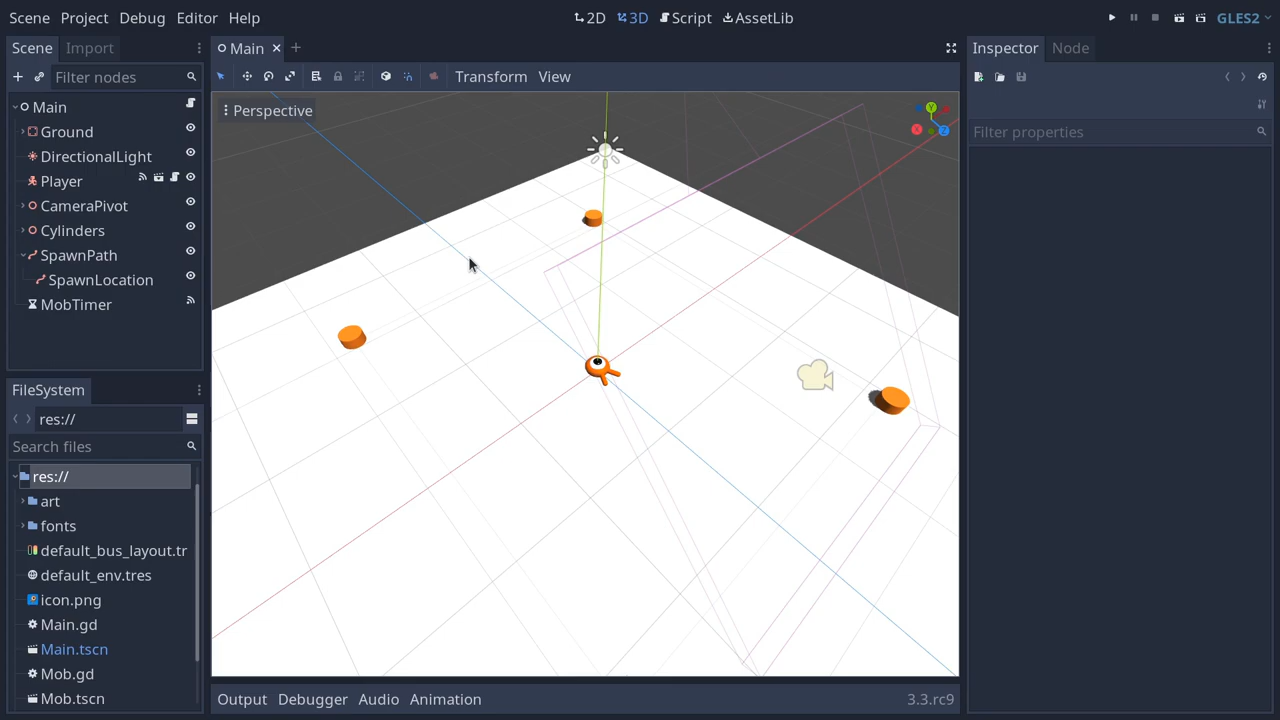 Scene Project Debug Editor Help 2D 3D Script AssetLib GLES2
Scene Import Main Inspector Node
Filter nodes Transform View
Perspective
Filter properties
Main
Ground
DirectionalLight
Player
CameraPivot
Cylinders
SpawnPath
SpawnLocation
MobTimer
FileSystem
res://
Search files
res://
art
fonts
default_bus_layout.tr
default_env.tres
icon.png
Main.gd
Main.tscn
Mob.gd
Mob.tscn
Output Debugger Audio Animation 3.3.rc9